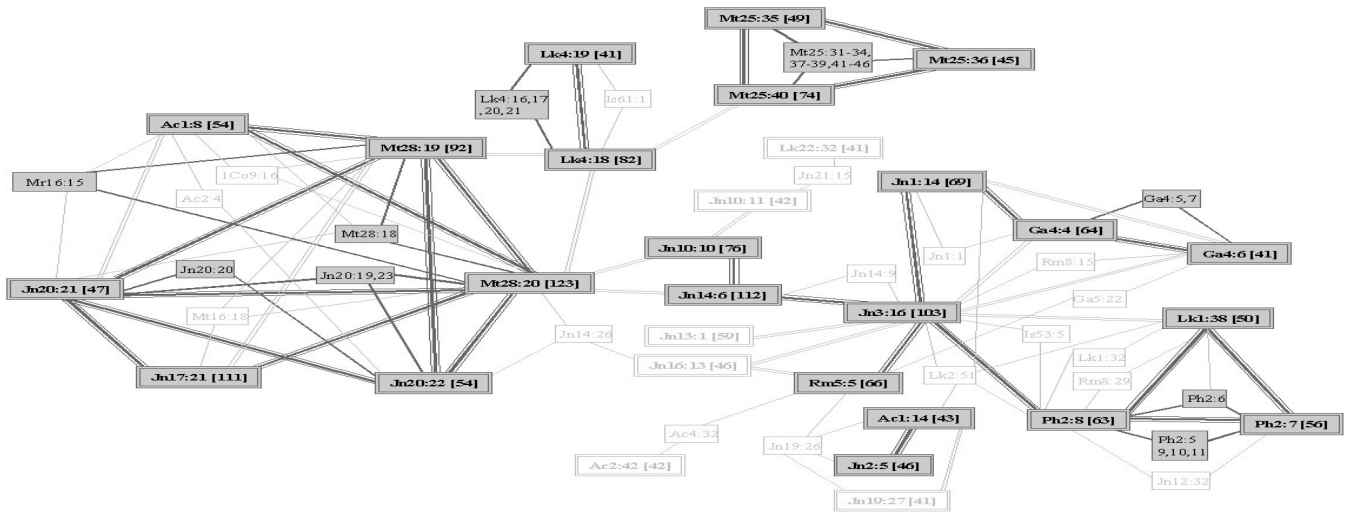 Mt25:35 [49]
Lk4:19 [41]
Mt25:31-34,
37-39,41-46
Mt25:36 [45]
Lk4:16,17
,20,21
Is61:1
Mt25:40 [74]
Ac1:8 [54]
Mt28:19 [92]
Lk4:18 [82]
Lk22:32 [41]
Mr16:15
1Co9:16
Jn21:15
Jn1:14 [69]
Ac2:4
Jn10:11 [42]
Ga4:5,7
Mt28:18
Ga4:4 [64]
Jn10:10 [76]
Jn1:1
Ga4:6 [41]
Jn20:20
Jn20:19,23
Jn14:9
Rm8:15
Jn20:21 [47]
Mt28:20 [123]
Jn14:6 [112]
Ga5:22
Mt16:18
Jn3:16 [103]
Lk1:38 [50]
Jn14:26
Jn13:1 [59]
Is53:5
Jn16:13 [46]
Lk1:32
Jn17:21 [111]
Jn20:22 [54]
Rm5:5 [66]
Lk2:51
Rm8:29
Ph2:6
Ac1:14 [43]
Ph2:8 [63]
Ph2:7 [56]
Ac4:32
Jn19:26
Ph2:5
9,10,11
Ac2:42 [42]
Jn2:5 [46]
Jn12:32
Jn19:27 [41]